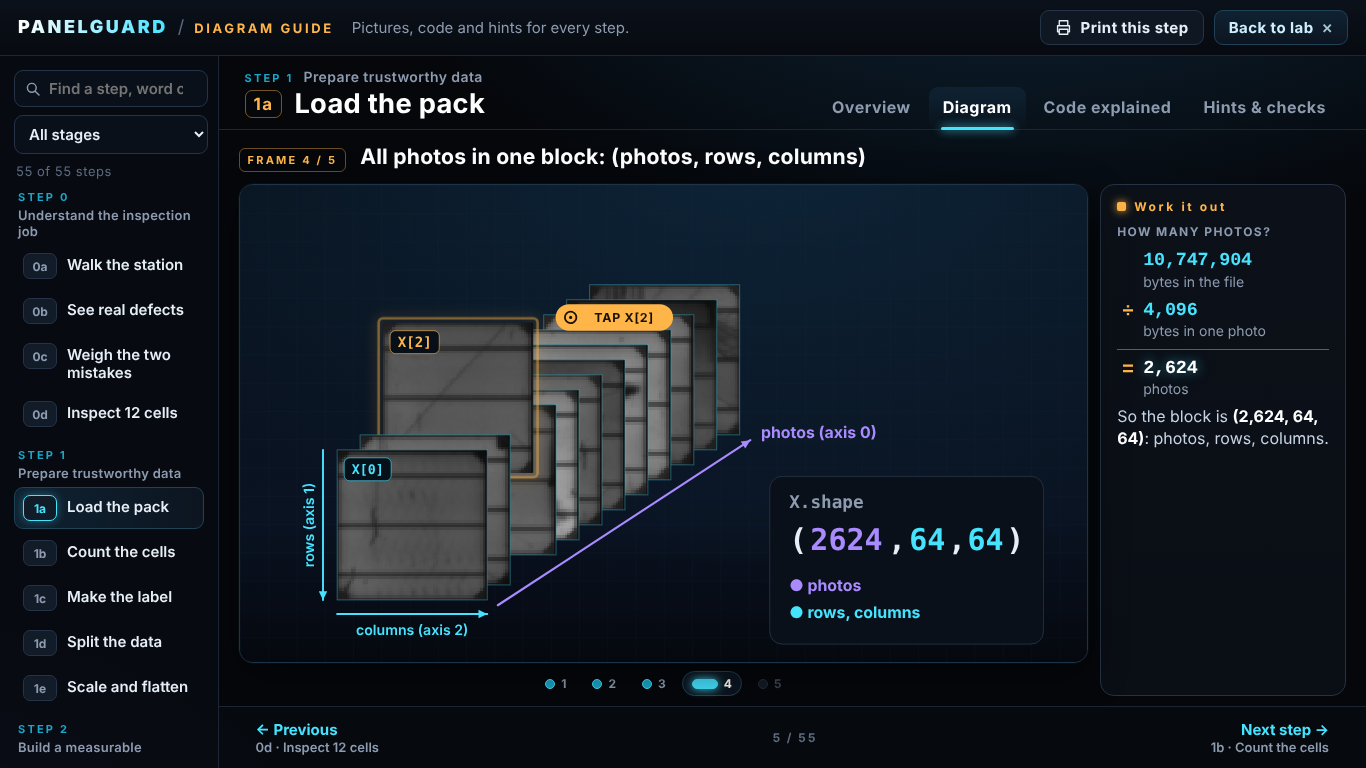 PANELGUARD / DIAGRAM GUIDE Pictures, code and hints for every step.
Print this step
Back to lab ×
Find a step, word c
All stages
55 of 55 steps
STEP 0
Understand the inspection
job
0a Walk the station
0b See real defects
0c Weigh the two
mistakes
0d Inspect 12 cells
STEP 1
Prepare trustworthy data
1a Load the pack
1b Count the cells
1c Make the label
1d Split the data
1e Scale and flatten
STEP 2
Build a measurable
STEP 1 Prepare trustworthy data
1a Load the pack
Overview
Diagram
Code explained
Hints & checks
FRAME 4 / 5 All photos in one block: (photos, rows, columns)
TAP X[2]
X[2]
X[0]
photos (axis 0)
rows (axis 1)
columns (axis 2)
X.shape
(2624,64,64)
photos
rows, columns
1 2 3 4 5
Work it out
HOW MANY PHOTOS?
10,747,904
bytes in the file
÷ 4,096
bytes in one photo
= 2,624
photos
So the block is (2,624, 64,
64): photos, rows, columns.
← Previous
0d · Inspect 12 cells
5 / 55
Next step →
1b · Count the cells